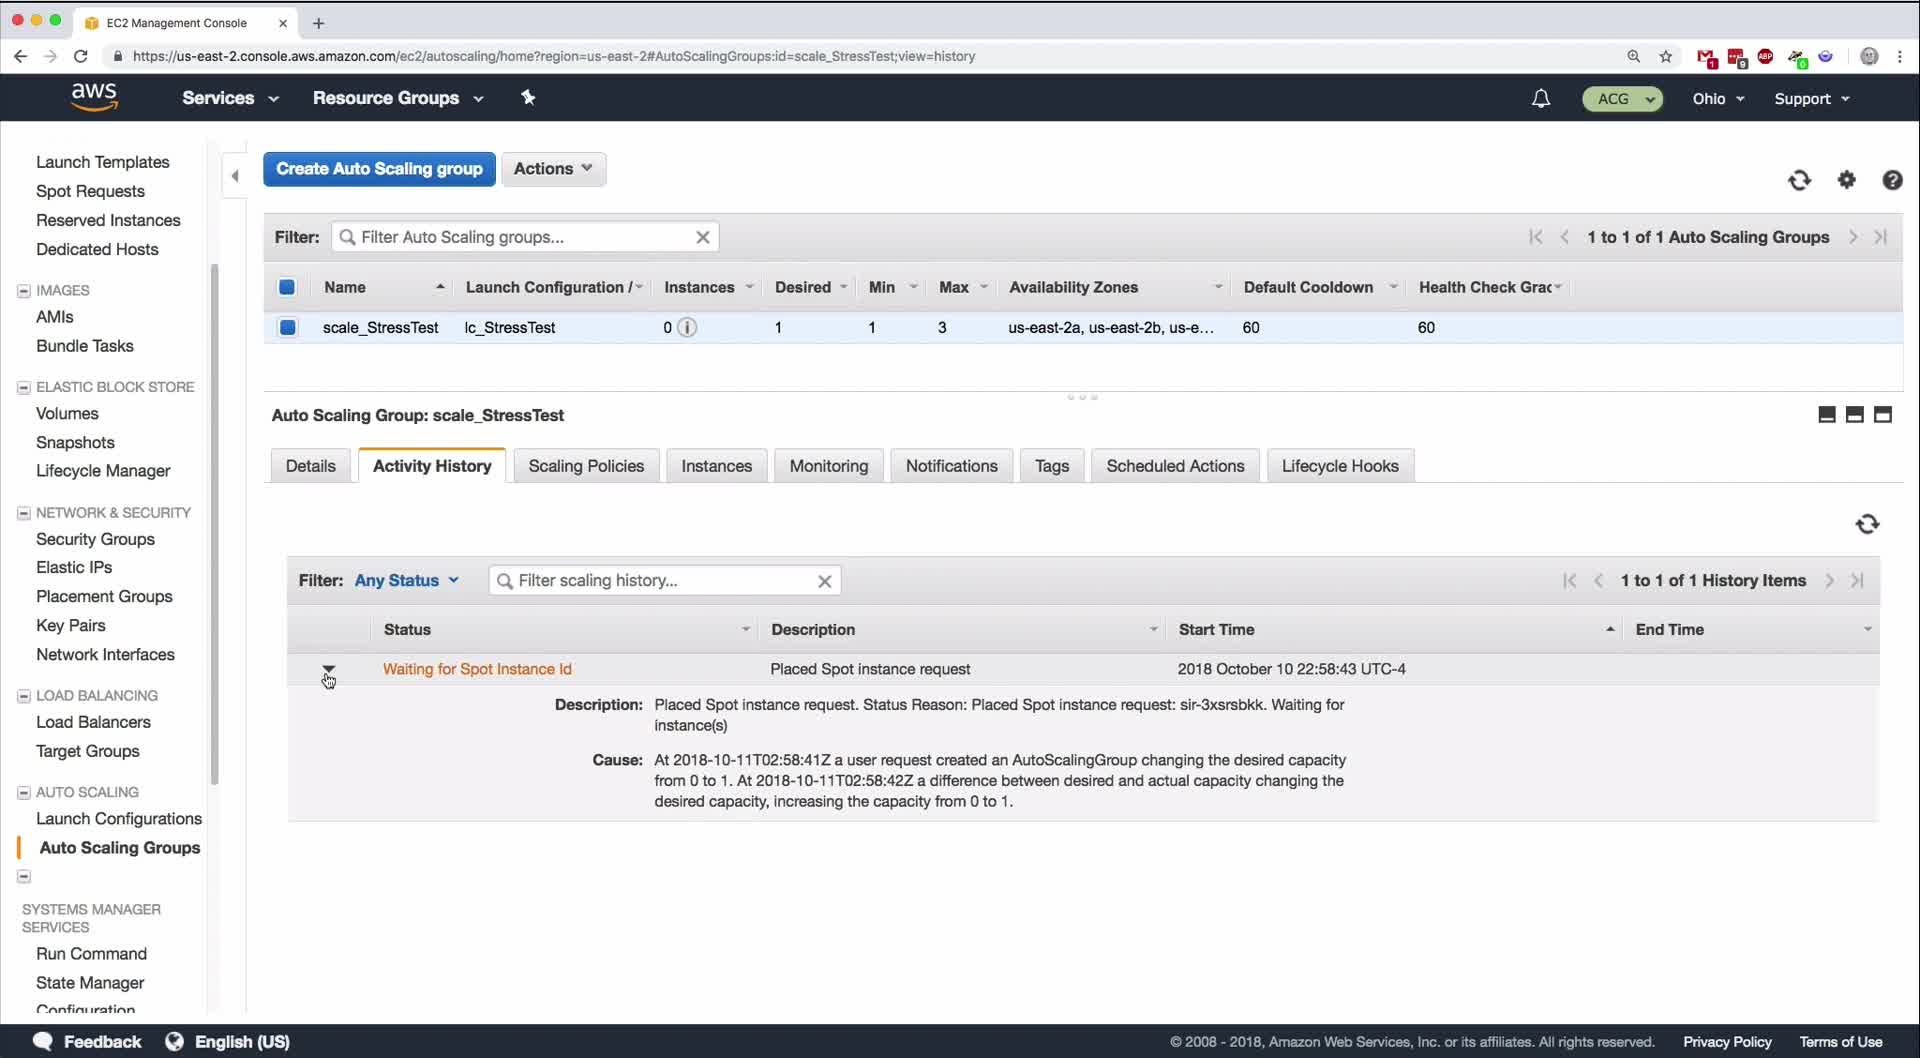 EC2 Management Console
https://us-east-2.console.aws.amazon.com/ec2/autoscaling/home?region=us-east-2#AutoScalingGroups:id=scale_StressTest;view=history
1
9
ABP
0
aws
Services
Resource Groups
ACG
Ohio
Support
Launch Templates
Spot Requests
Reserved Instances
Dedicated Hosts
IMAGES
AMIs
Bundle Tasks
ELASTIC BLOCK STORE
Volumes
Snapshots
Lifecycle Manager
NETWORK & SECURITY
Security Groups
Elastic IPs
Placement Groups
Key Pairs
Network Interfaces
LOAD BALANCING
Load Balancers
Target Groups
AUTO SCALING
Launch Configurations
Auto Scaling Groups
SYSTEMS MANAGER
SERVICES
Run Command
State Manager
Configuration
Create Auto Scaling group
Actions
Filter: Filter Auto Scaling groups...
1 to 1 of 1 Auto Scaling Groups
Name Launch Configuration / Instances Desired Min Max Availability Zones Default Cooldown Health Check Grac
scale_StressTest lc_StressTest 0 1 1 3 us-east-2a, us-east-2b, us-e... 60 60
Auto Scaling Group: scale_StressTest
Details Activity History Scaling Policies Instances Monitoring Notifications Tags Scheduled Actions Lifecycle Hooks
Filter: Any Status Filter scaling history...
1 to 1 of 1 History Items
Status Description Start Time End Time
Waiting for Spot Instance Id Placed Spot instance request 2018 October 10 22:58:43 UTC-4
Description: Placed Spot instance request. Status Reason: Placed Spot instance request: sir-3xsrsbkk. Waiting for
instance(s)
Cause: At 2018-10-11T02:58:41Z a user request created an AutoScalingGroup changing the desired capacity
from 0 to 1. At 2018-10-11T02:58:42Z a difference between desired and actual capacity changing the
desired capacity, increasing the capacity from 0 to 1.
Feedback English (US)
© 2008 - 2018, Amazon Web Services, Inc. or its affiliates. All rights reserved. Privacy Policy Terms of Use